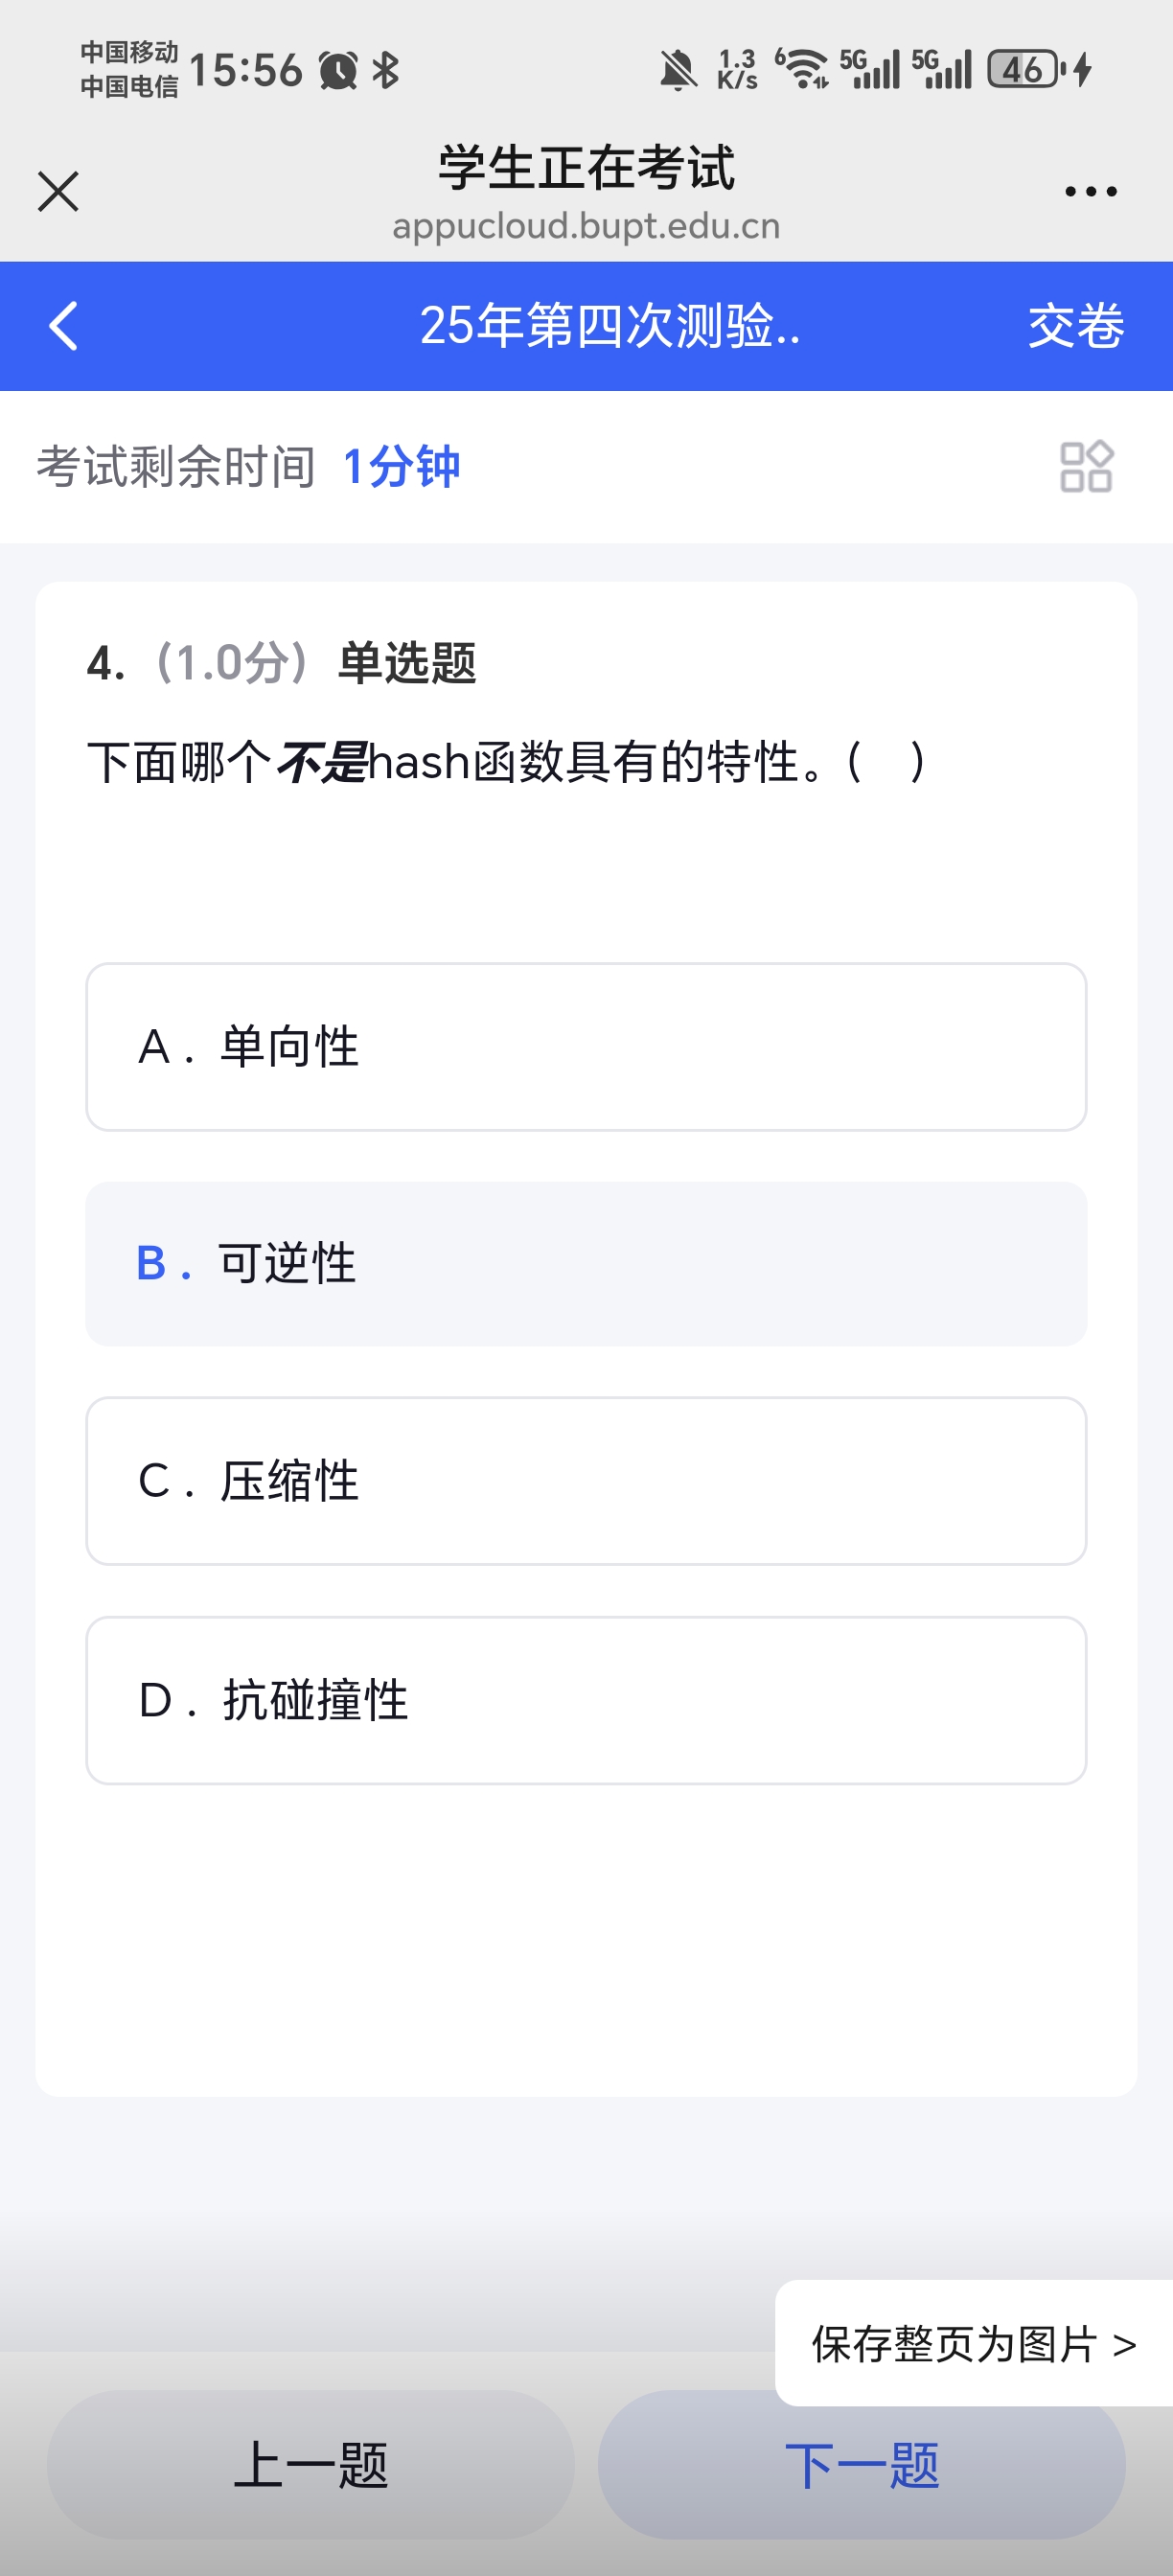 中国移动
中国电信
15:56
1.3
K/s
6
5G
5G
46
学生正在考试
appucloud.bupt.edu.cn
25年第四次测验..
交卷
考试剩余时间 1分钟
4. (1.0分) 单选题
下面哪个不是hash函数具有的特性。( )
A . 单向性
B . 可逆性
C . 压缩性
D . 抗碰撞性
保存整页为图片 >
上一题
下一题